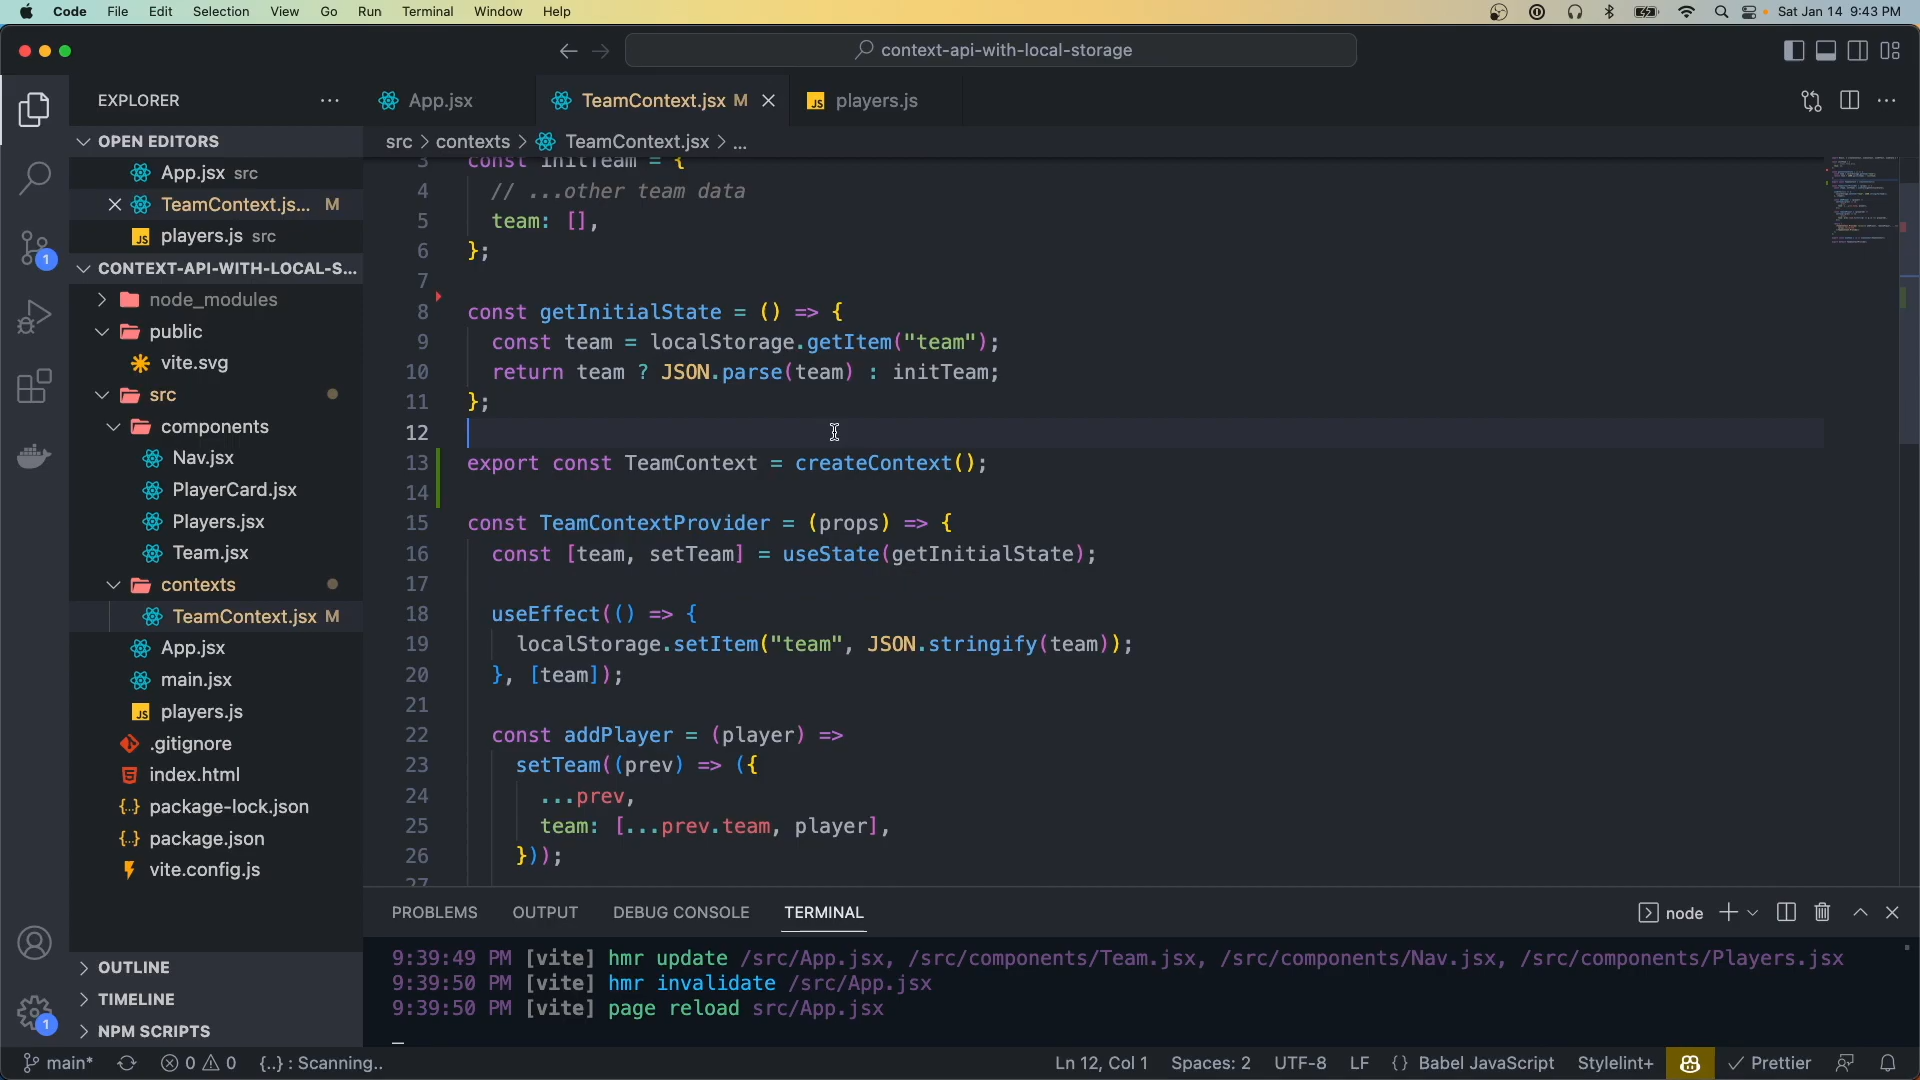 Code File Edit Selection View Go Run Terminal Window Help Sat Jan 14 9:43 PM
context-api-with-local-storage
EXPLORER
App.jsx TeamContext.jsx M players.js
OPEN EDITORS
src > contexts > TeamContext.jsx > ...
App.jsx src
TeamContext.js... M
players.js src
CONTEXT-API-WITH-LOCAL-S...
node_modules
public
vite.svg
src
components
Nav.jsx
PlayerCard.jsx
Players.jsx
Team.jsx
contexts
TeamContext.jsx M
App.jsx
main.jsx
players.js
.gitignore
index.html
package-lock.json
package.json
vite.config.js
OUTLINE
TIMELINE
NPM SCRIPTS
3 const initTeam = {
4 // ...other team data
5 team: [],
6 };
7
8 const getInitialState = () => {
9 const team = localStorage.getItem("team");
10 return team ? JSON.parse(team) : initTeam;
11 };
12
13 export const TeamContext = createContext();
14
15 const TeamContextProvider = (props) => {
16 const [team, setTeam] = useState(getInitialState);
17
18 useEffect(() => {
19 localStorage.setItem("team", JSON.stringify(team));
20 }, [team]);
21
22 const addPlayer = (player) =>
23 setTeam((prev) => ({
24 ...prev,
25 team: [...prev.team, player],
26 }));
27
PROBLEMS OUTPUT DEBUG CONSOLE TERMINAL node
9:39:49 PM [vite] hmr update /src/App.jsx, /src/components/Team.jsx, /src/components/Nav.jsx, /src/components/Players.jsx
9:39:50 PM [vite] hmr invalidate /src/App.jsx
9:39:50 PM [vite] page reload src/App.jsx
1
1
main* 0 0 {..} : Scanning.. Ln 12, Col 1 Spaces: 2 UTF-8 LF {} Babel JavaScript Stylelint+ Prettier